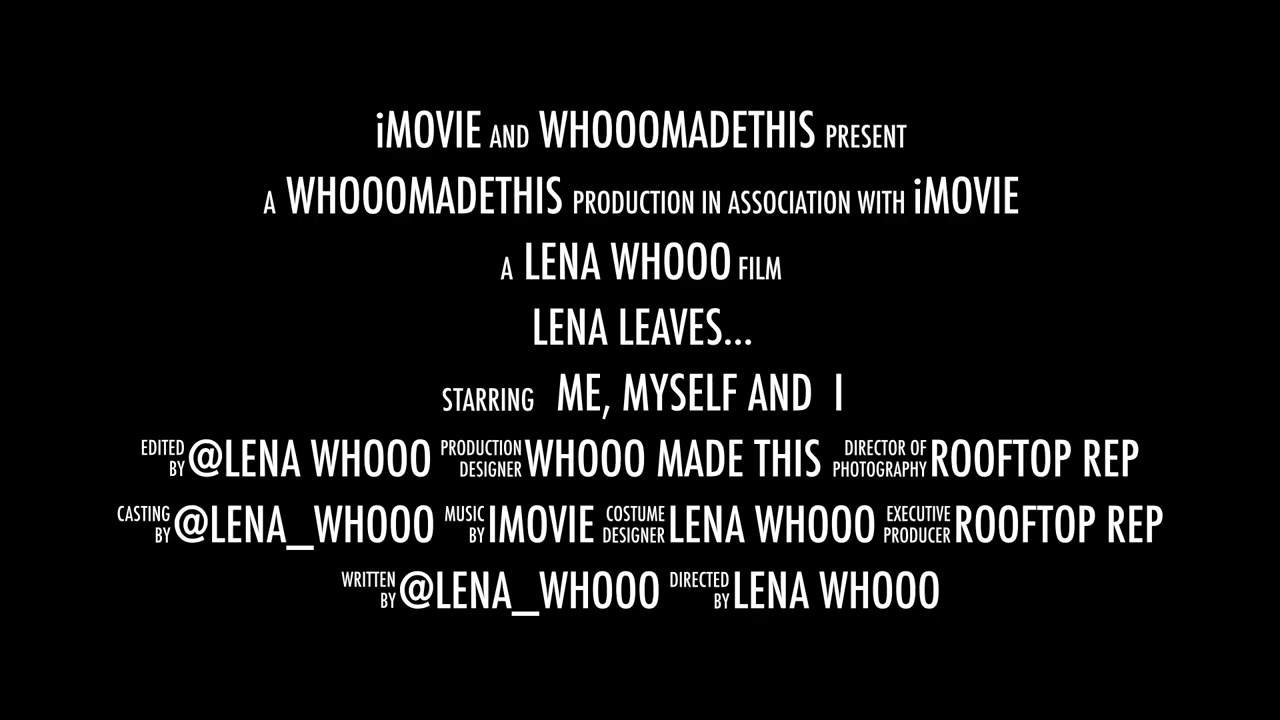 iMOVIE AND WHOOOMADETHIS PRESENT
A WHOOOMADETHIS PRODUCTION IN ASSOCIATION WITH iMOVIE
A LENA WHOOO FILM
LENA LEAVES...
STARRING ME, MYSELF AND I
EDITED BY @LENA WHOOO PRODUCTION DESIGNER WHOOO MADE THIS DIRECTOR OF PHOTOGRAPHY ROOFTOP REP
CASTING BY @LENA_WHOOO MUSIC BY IMOVIE COSTUME DESIGNER LENA WHOOO EXECUTIVE PRODUCER ROOFTOP REP
WRITTEN BY @LENA_WHOOO DIRECTED BY LENA WHOOO